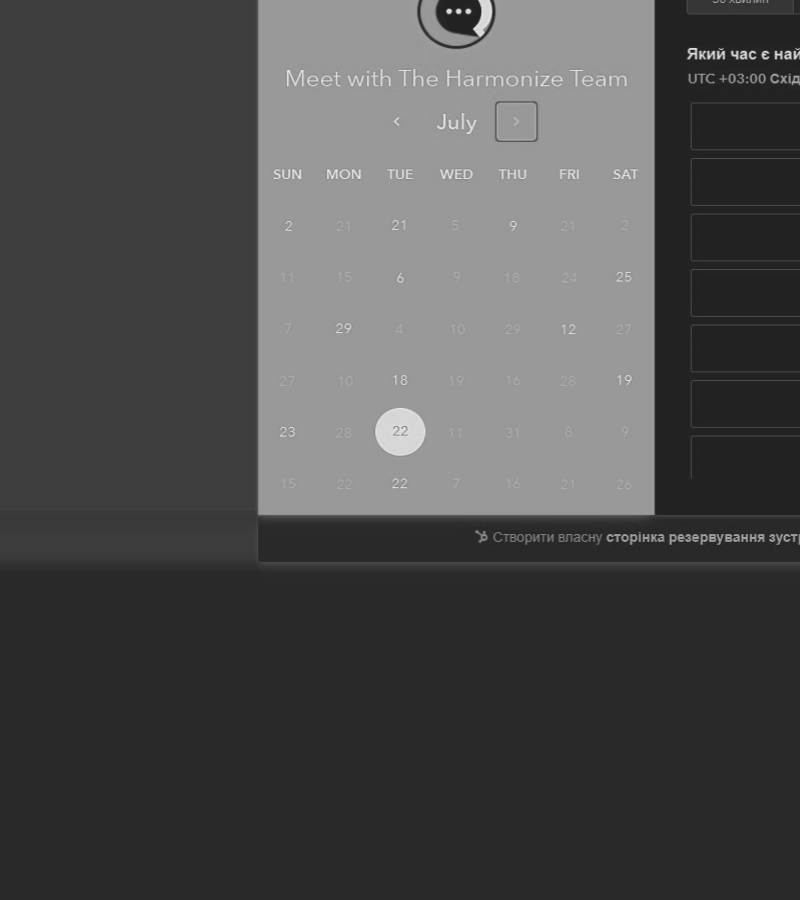 Meet with The Harmonize Team
July
SUN MON TUE WED THU FRI SAT
2 21 21 5 9 21 2
11 15 6 9 18 24 25
7 29 4 10 29 12 27
27 10 18 19 16 28 19
23 28 22 11 31 8 9
15 22 22 7 16 21 26
Який час є най
UTC +03:00 Схід
Створити власну сторінка резервування зуст